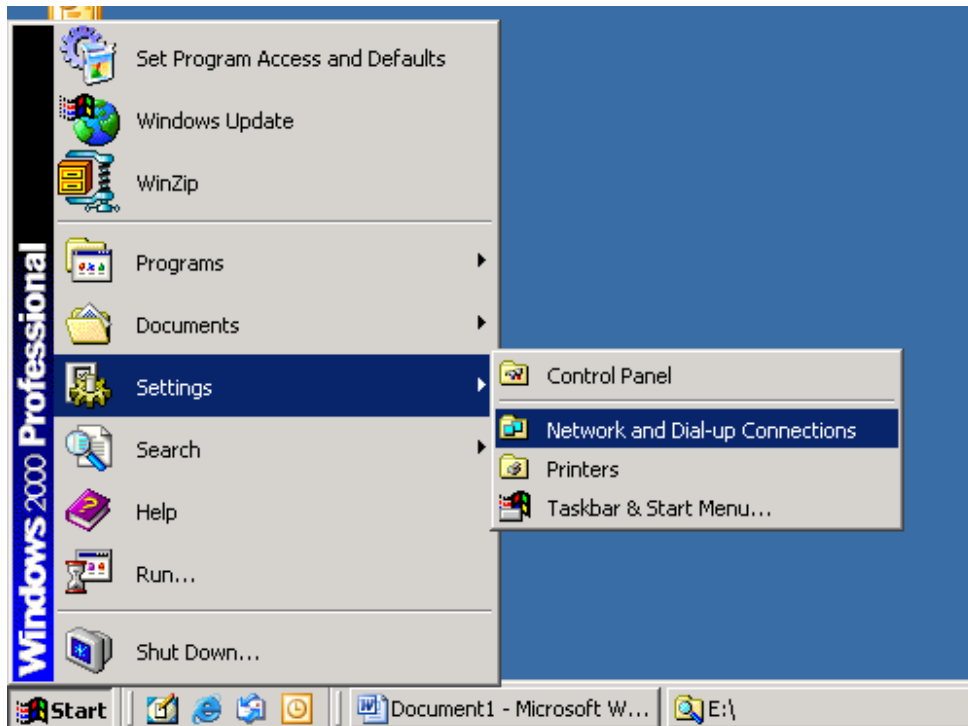 Set Program Access and Defaults
Windows Update
WinZip
Programs
Documents
Settings
Search
Help
Run...
Shut Down...
Windows 2000 Professional
Control Panel
Network and Dial-up Connections
Printers
Taskbar & Start Menu...
Start
Document1 - Microsoft W...
E:\